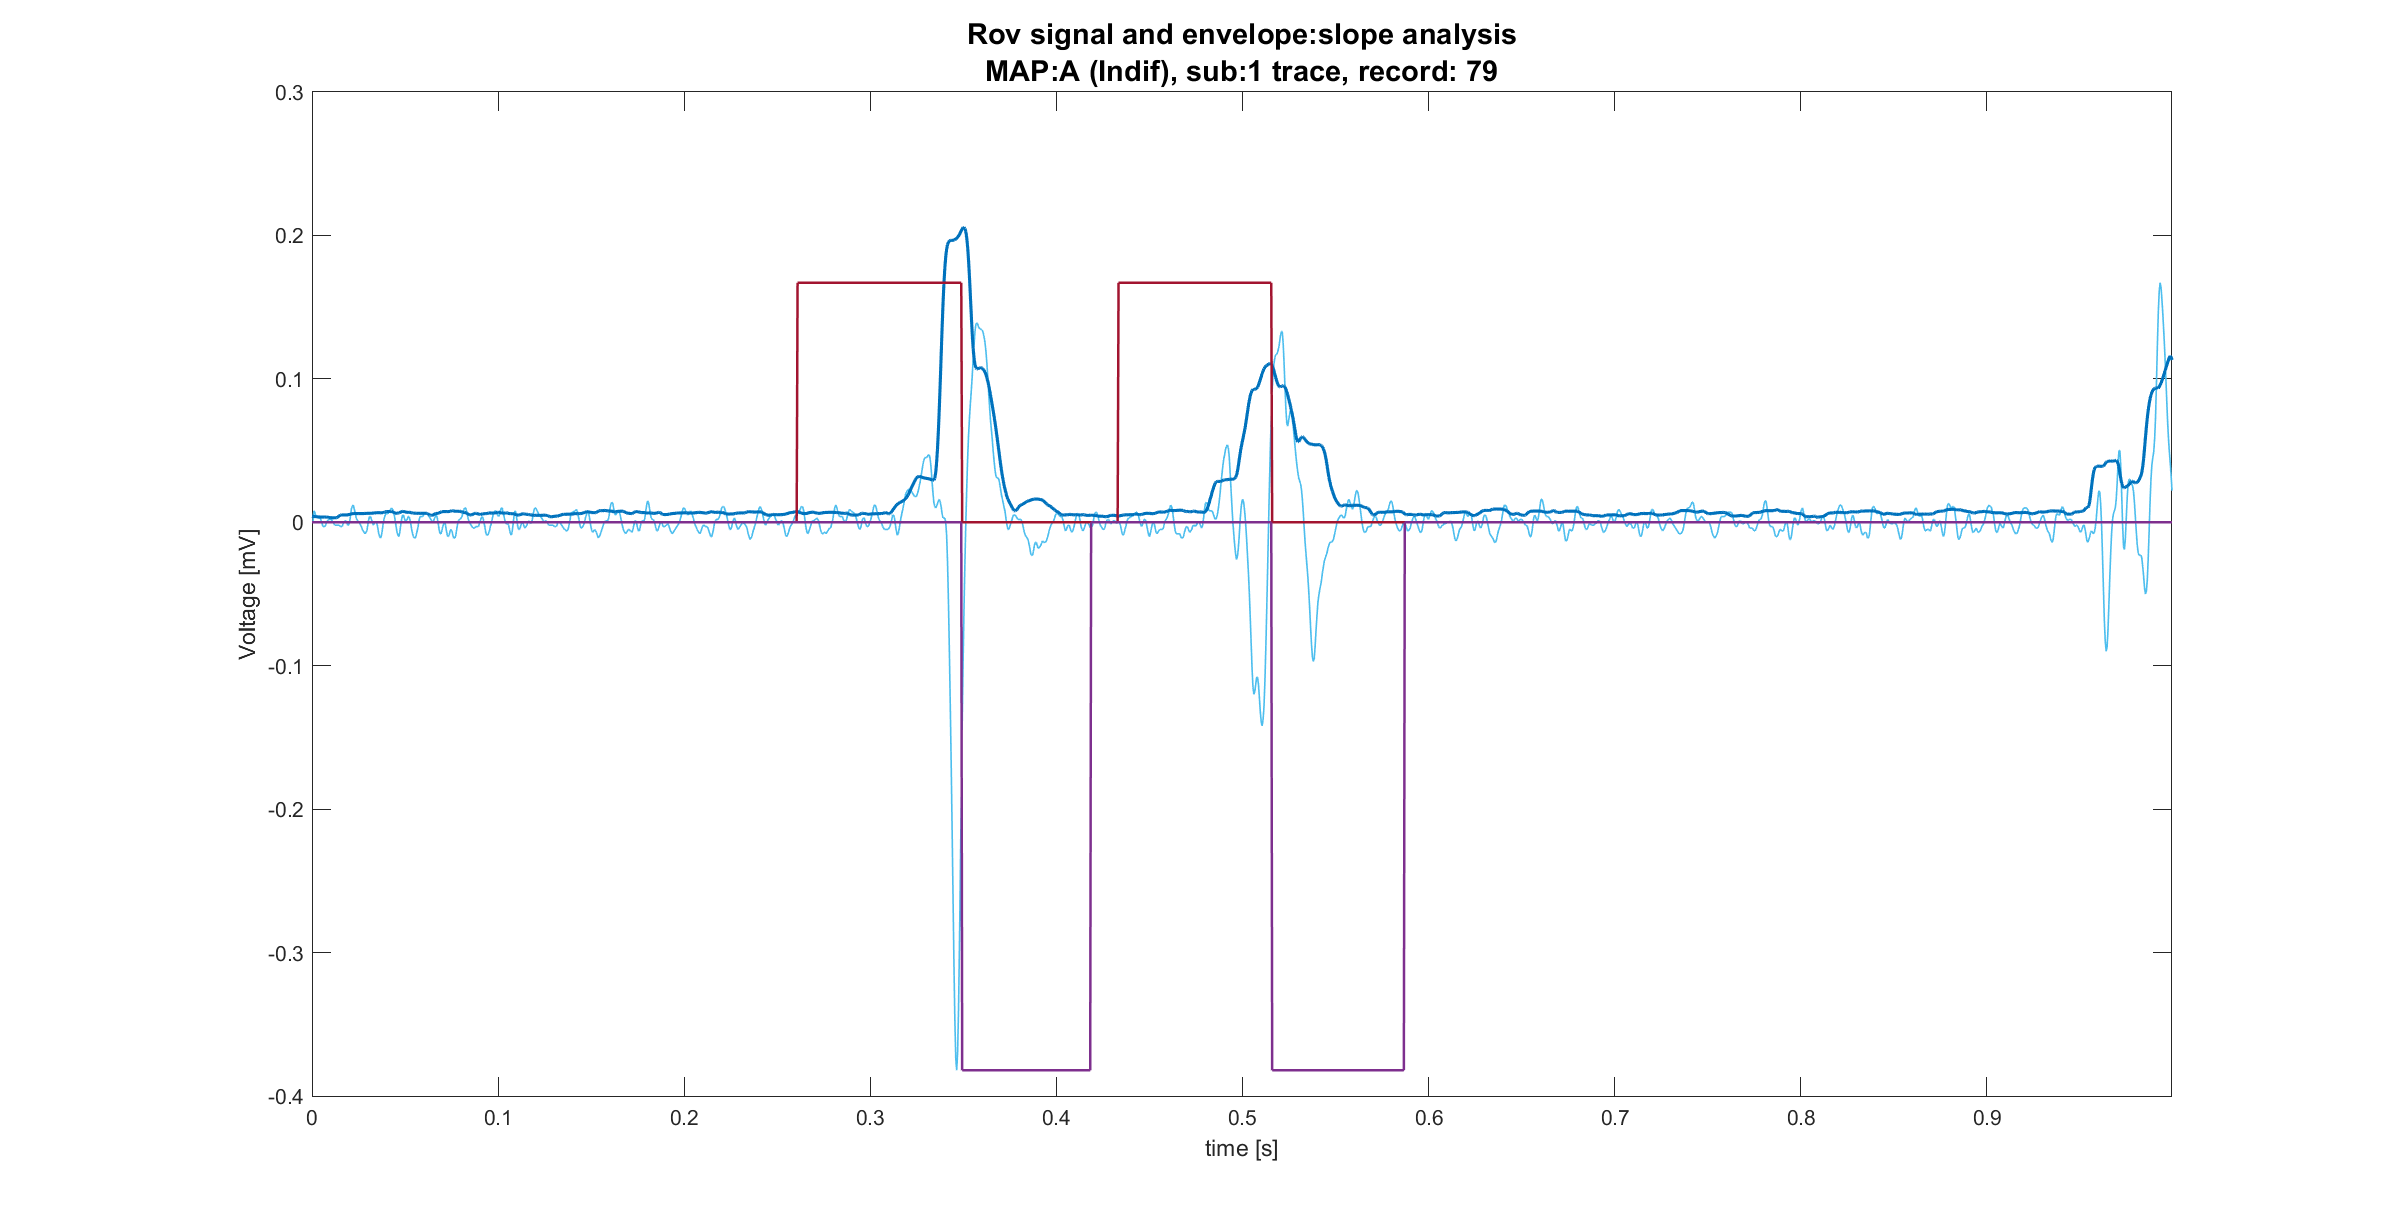 Rov signal and envelope:slope analysis
MAP:A (Indif), sub:1 trace, record: 79
0.3
0.2
0.1
0
-0.1
-0.2
-0.3
-0.4
Voltage [mV]
0 0.1 0.2 0.3 0.4 0.5 0.6 0.7 0.8 0.9
time [s]